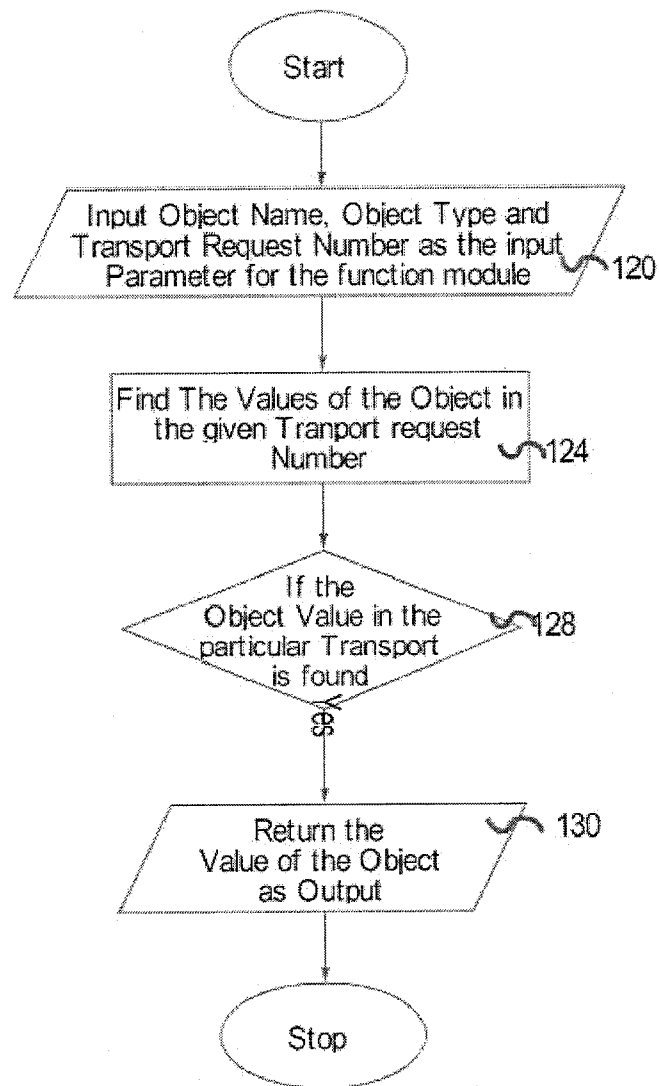 Start
Input Object Name, Object Type and
Transport Request Number as the input
Parameter for the function module
120
Find The Values of the Object in
the given Tranport request
Number
124
If the
Object Value in the
particular Transport
is found
128
Yes
Return the
Value of the Object
as Output
130
Stop